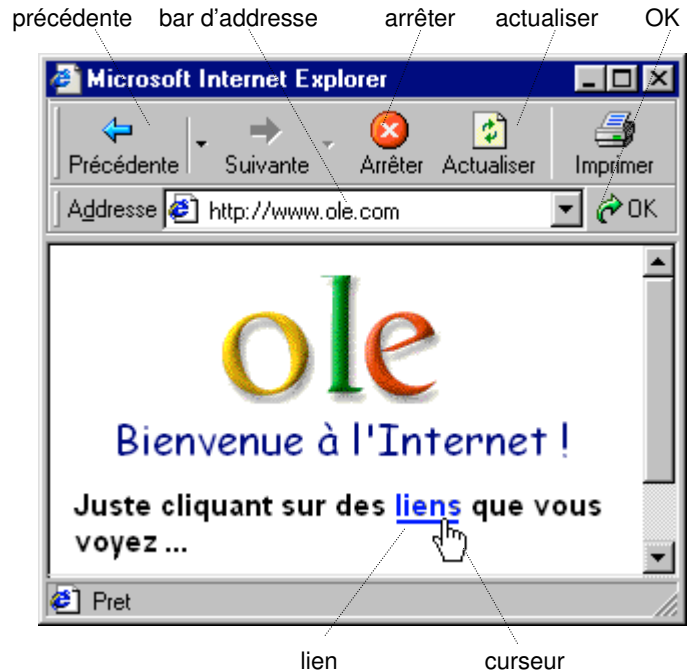 précédente bar d'addresse arrêter actualiser OK
Microsoft Internet Explorer
Précédente Suivante Arrêter Actualiser Imprimer
Addresse http://www.ole.com OK
ole
Bienvenue à l'Internet !
Juste cliquant sur des liens que vous
voyez ...
Pret
lien curseur